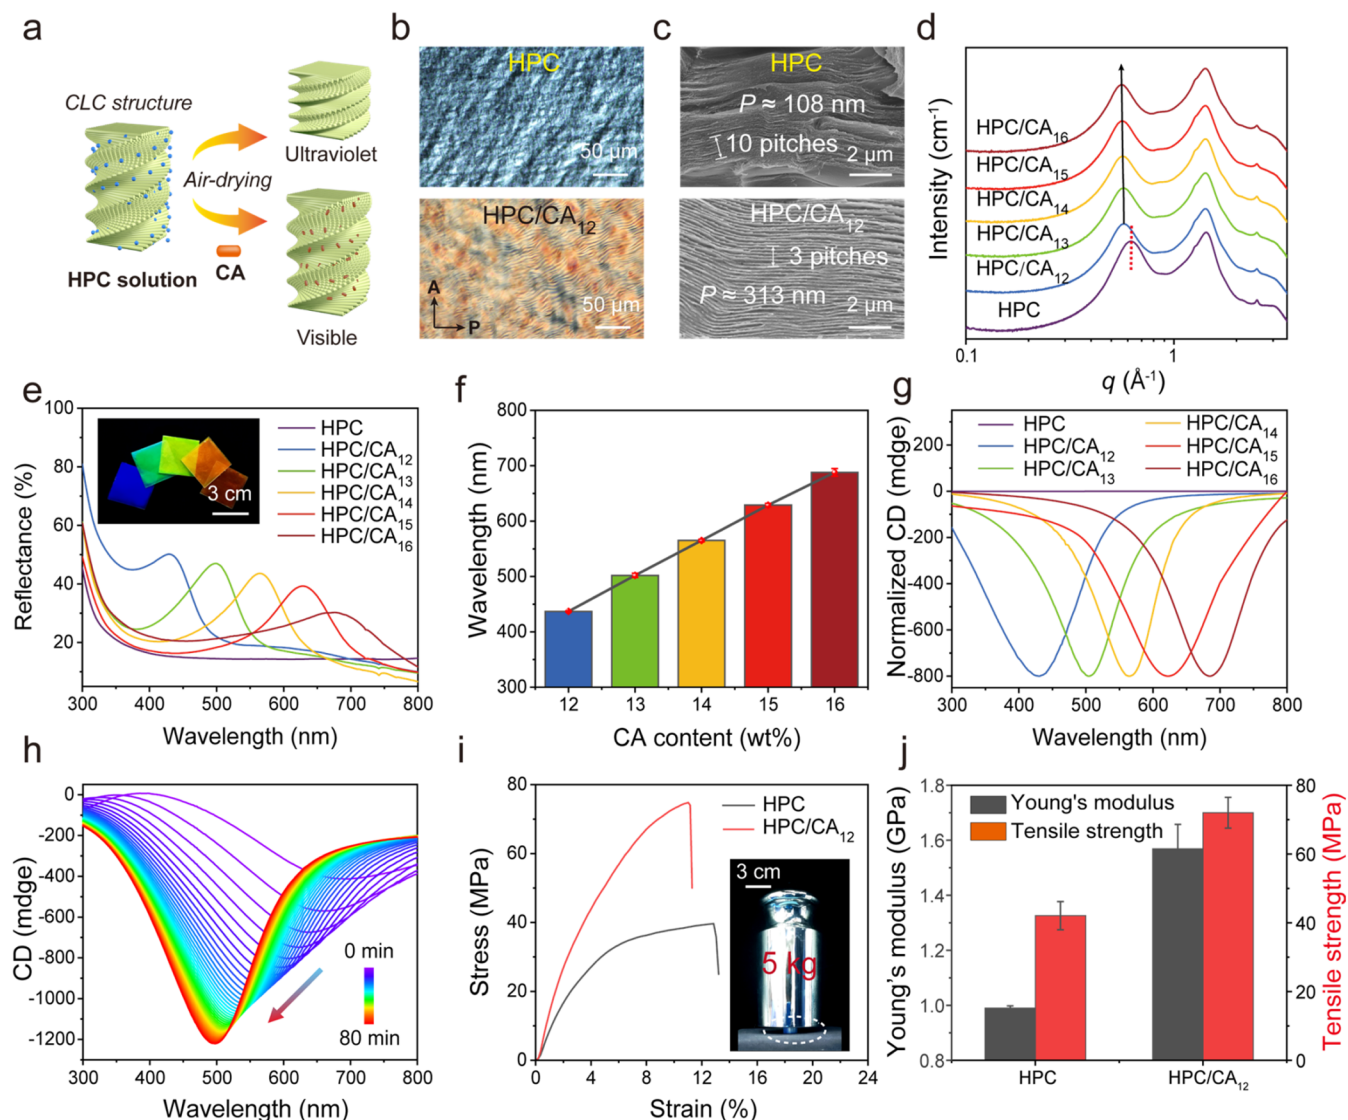 a
CLC structure
HPC solution
Air-drying
CA
Ultraviolet
Visible
b
HPC
50 µm
HPC/CA12
A
P
50 µm
c
HPC
P ≈ 108 nm
10 pitches
2 µm
HPC/CA12
3 pitches
P ≈ 313 nm
2 µm
d
Intensity (cm-1)
HPC/CA16
HPC/CA15
HPC/CA14
HPC/CA13
HPC/CA12
HPC
0.1 1
q (Å-1)
e
Reflectance (%)
100
80
60
40
20
3 cm
HPC
HPC/CA12
HPC/CA13
HPC/CA14
HPC/CA15
HPC/CA16
300 400 500 600 700 800
Wavelength (nm)
f
Wavelength (nm)
800
700
600
500
400
300
12 13 14 15 16
CA content (wt%)
g
Normalized CD (mdge)
200
0
-200
-400
-600
-800
HPC
HPC/CA12
HPC/CA13
HPC/CA14
HPC/CA15
HPC/CA16
300 400 500 600 700 800
Wavelength (nm)
h
CD (mdge)
0
-200
-400
-600
-800
-1000
-1200
0 min
80 min
300 400 500 600 700 800
Wavelength (nm)
i
Stress (MPa)
80
60
40
20
0
HPC
HPC/CA12
3 cm
5 kg
0 4 8 12 16 20 24
Strain (%)
j
Young's modulus (GPa)
1.8
1.6
1.4
1.2
1.0
0.8
Young's modulus
Tensile strength
80
60
40
20
0
Tensile strength (MPa)
HPC HPC/CA12